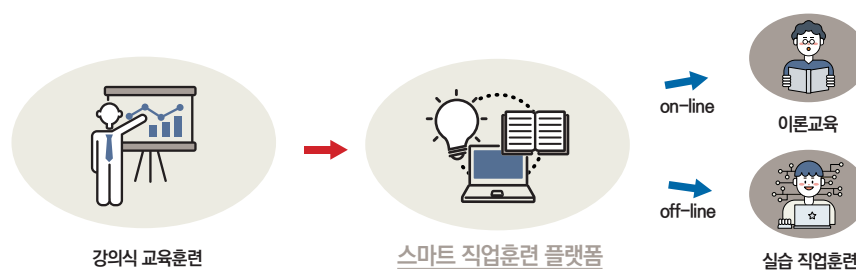 강의식 교육훈련
스마트 직업훈련 플랫폼
on-line
이론교육
off-line
실습 직업훈련